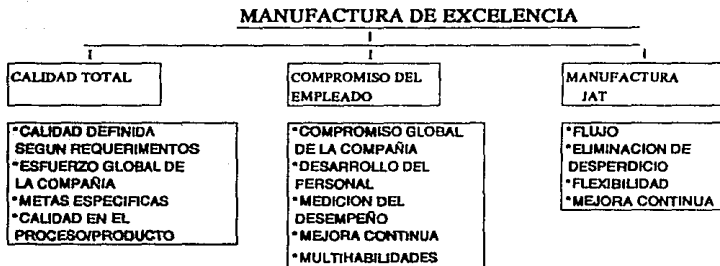 MANUFACTURA DE EXCELENCIA
CALIDAD TOTAL
*CALIDAD DEFINIDA
SEGUN REQUERIMENTOS
*ESFUERZO GLOBAL DE
LA COMPAÑIA
*METAS ESPECIFICAS
*CALIDAD EN EL
PROCESO/PRODUCTO
COMPROMISO DEL
EMPLEADO
*COMPROMISO GLOBAL
DE LA COMPAÑIA
*DESARROLLO DEL
FERSONAL
*MEDICION DEL
DESEMPEÑO
*MEJORA CONTINUA
*MULTIHABILIDADES
MANUFACTURA
JAT
*FLUJO
*ELIMINACION DE
DESPERDICIO
*FLEXIBILIDAD
*MEJORA CONTINUA